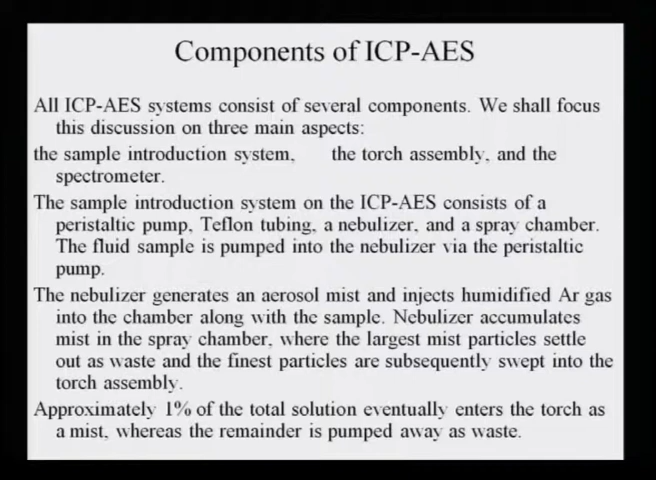 Components of ICP-AES
All ICP-AES systems consist of several components. We shall focus
this discussion on three main aspects:
the sample introduction system, the torch assembly, and the
spectrometer.
The sample introduction system on the ICP-AES consists of a
peristaltic pump, Teflon tubing, a nebulizer, and a spray chamber.
The fluid sample is pumped into the nebulizer via the peristaltic
pump.
The nebulizer generates an aerosol mist and injects humidified Ar gas
into the chamber along with the sample. Nebulizer accumulates
mist in the spray chamber, where the largest mist particles settle
out as waste and the finest particles are subsequently swept into the
torch assembly.
Approximately 1% of the total solution eventually enters the torch as
a mist, whereas the remainder is pumped away as waste.